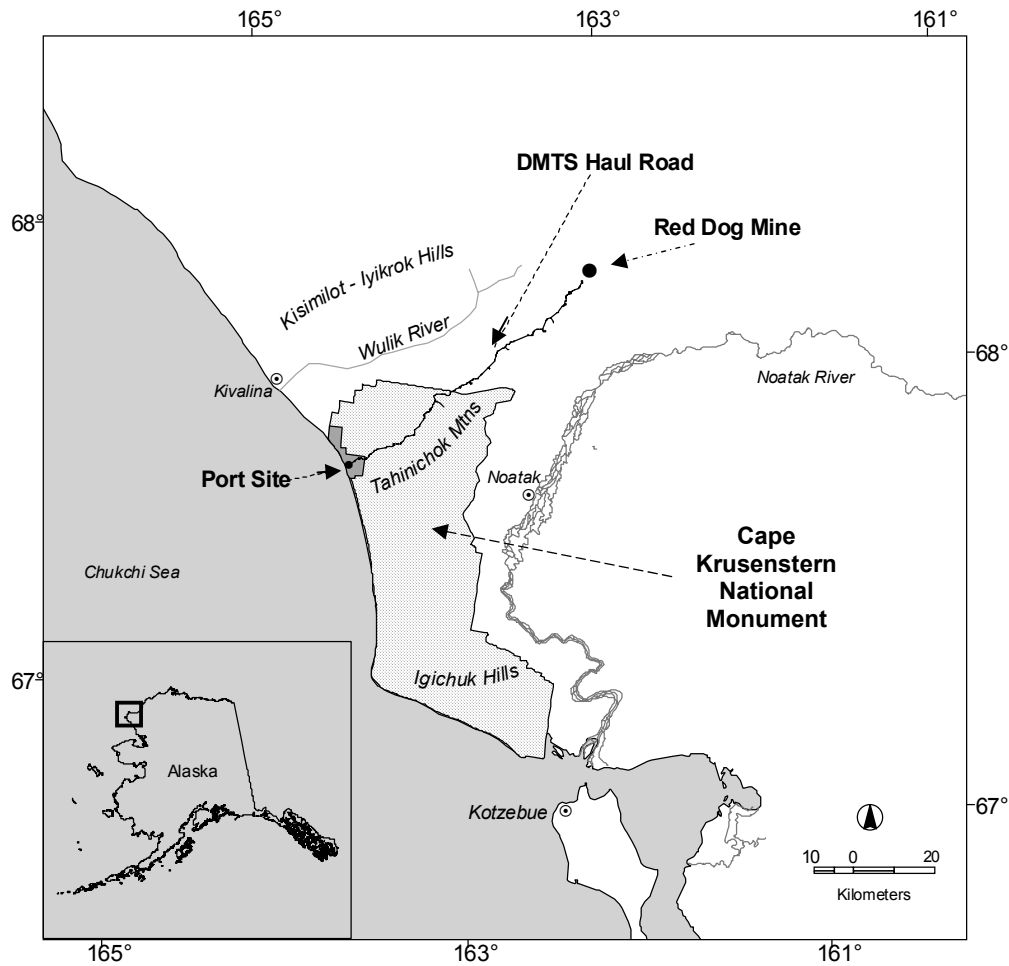 165°
163°
161°
DMTS Haul Road
68°
Red Dog Mine
Kisimilot - Iyikrok Hills
Wulik River
68°
Noatak River
Kivalina
Tahinichok Mtns
Port Site
Noatak
Cape
Krusenstern
National
Monument
Chukchi Sea
67°
Igichuk Hills
Alaska
Kotzebue
67°
10 0 20
Kilometers
165°
163°
161°